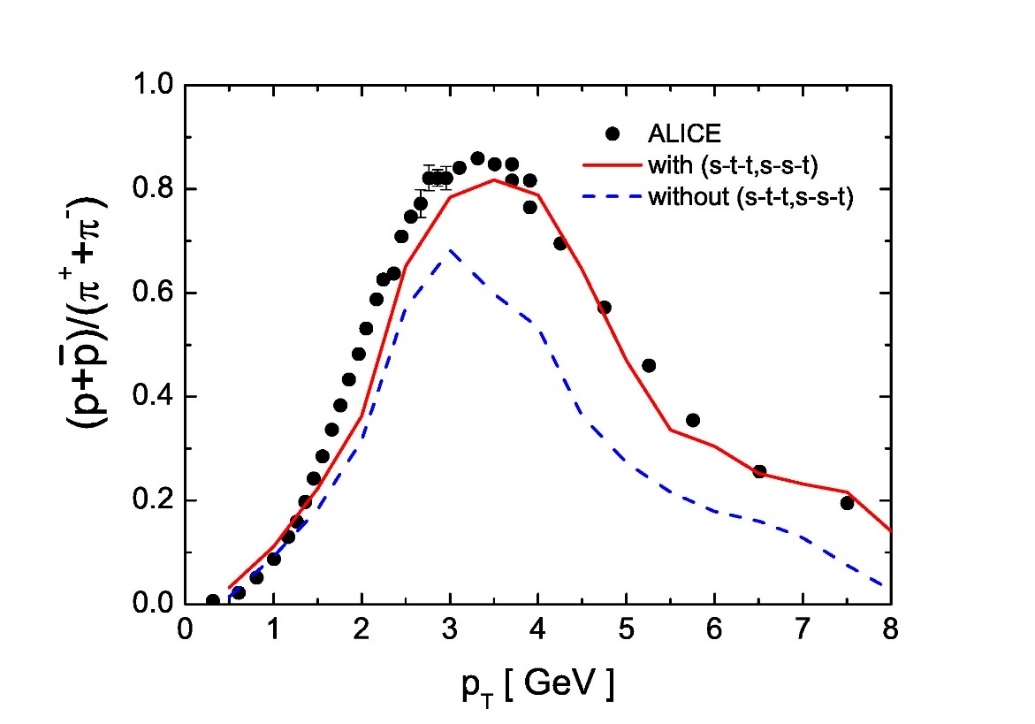 1.0
0.8
0.6
0.4
0.2
0.0
0 1 2 3 4 5 6 7 8
(p+p̄)/(π⁺+π⁻)
p_T [ GeV ]
ALICE
with (s-t-t,s-s-t)
without (s-t-t,s-s-t)